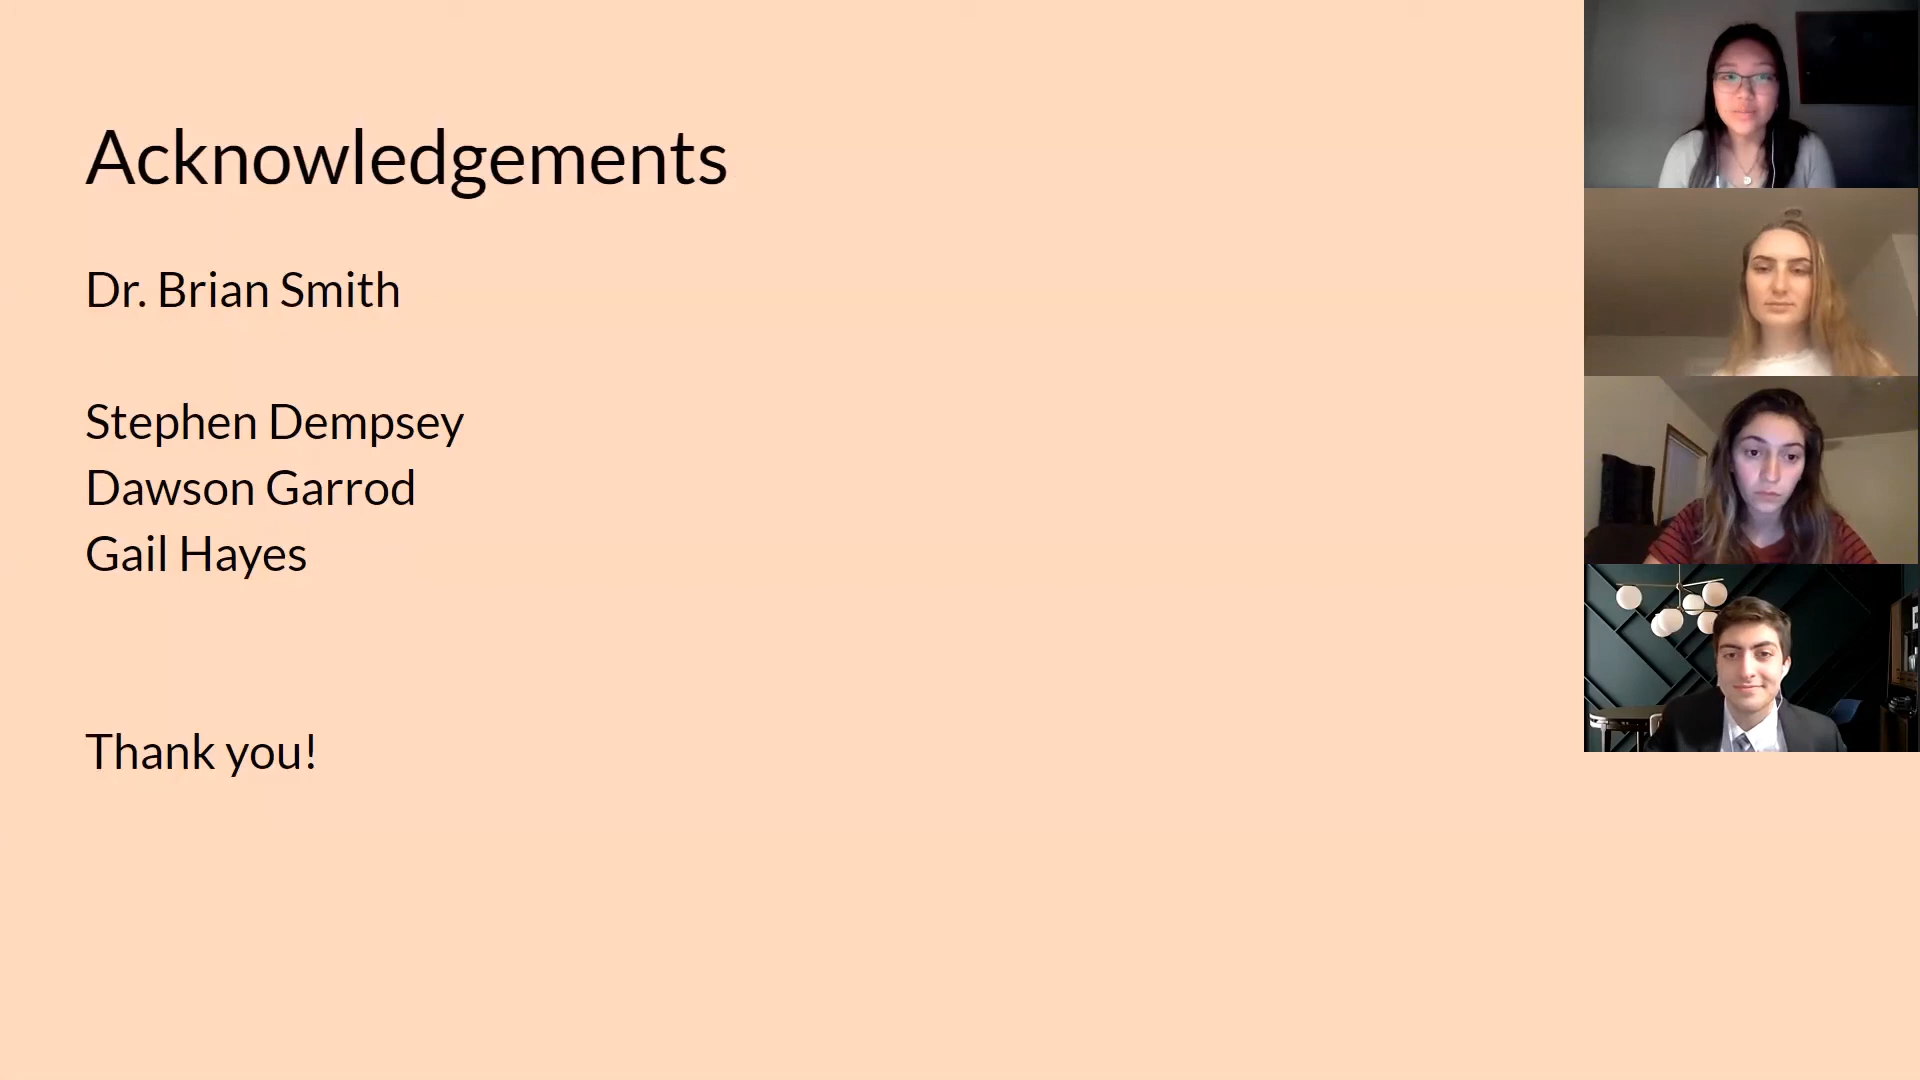 Acknowledgements
Dr. Brian Smith
Stephen Dempsey
Dawson Garrod
Gail Hayes
Thank you!